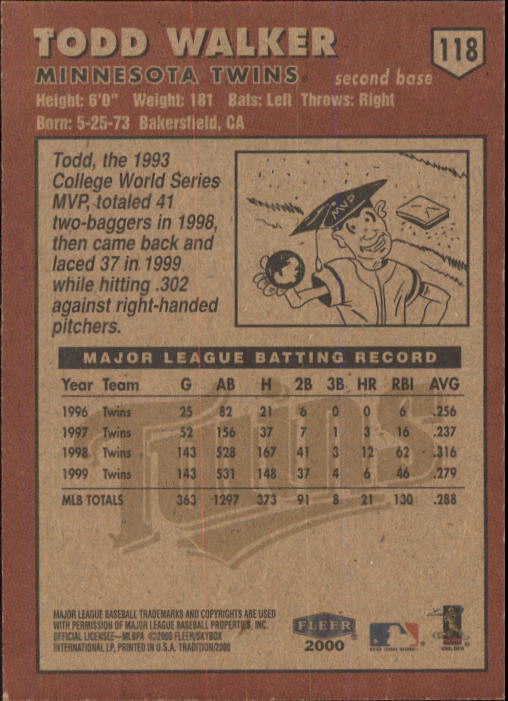 TODD WALKER
118
MINNESOTA TWINS
second base
Height: 6'0" Weight: 181 Bats: Left Throws: Right
Born: 5-25-73 Bakersfield, CA
Todd, the 1993
College World Series
MVP, totaled 41
two-baggers in 1998,
then came back and
laced 37 in 1999
while hitting .302
against right-handed
pitchers.
MVP
MAJOR LEAGUE BATTING RECORD
Year Team G AB H 2B 3B HR RBI AVG
1996 Twins 25 82 21 6 0 0 6 .256
1997 Twins 52 156 37 7 1 3 16 .237
1998 Twins 143 528 167 41 3 12 62 .316
1999 Twins 143 531 148 37 4 6 46 .279
MLB TOTALS 363 1297 373 91 8 21 130 .288
Twins
MAJOR LEAGUE BASEBALL TRADEMARKS AND COPYRIGHTS ARE USED
WITH PERMISSION OF MAJOR LEAGUE BASEBALL PROPERTIES, INC.
OFFICIAL LICENSEE—MLBPA ©2000 FLEER/SKYBOX
INTERNATIONAL LP, PRINTED IN U.S.A. TRADITION/2000
FLEER
2000